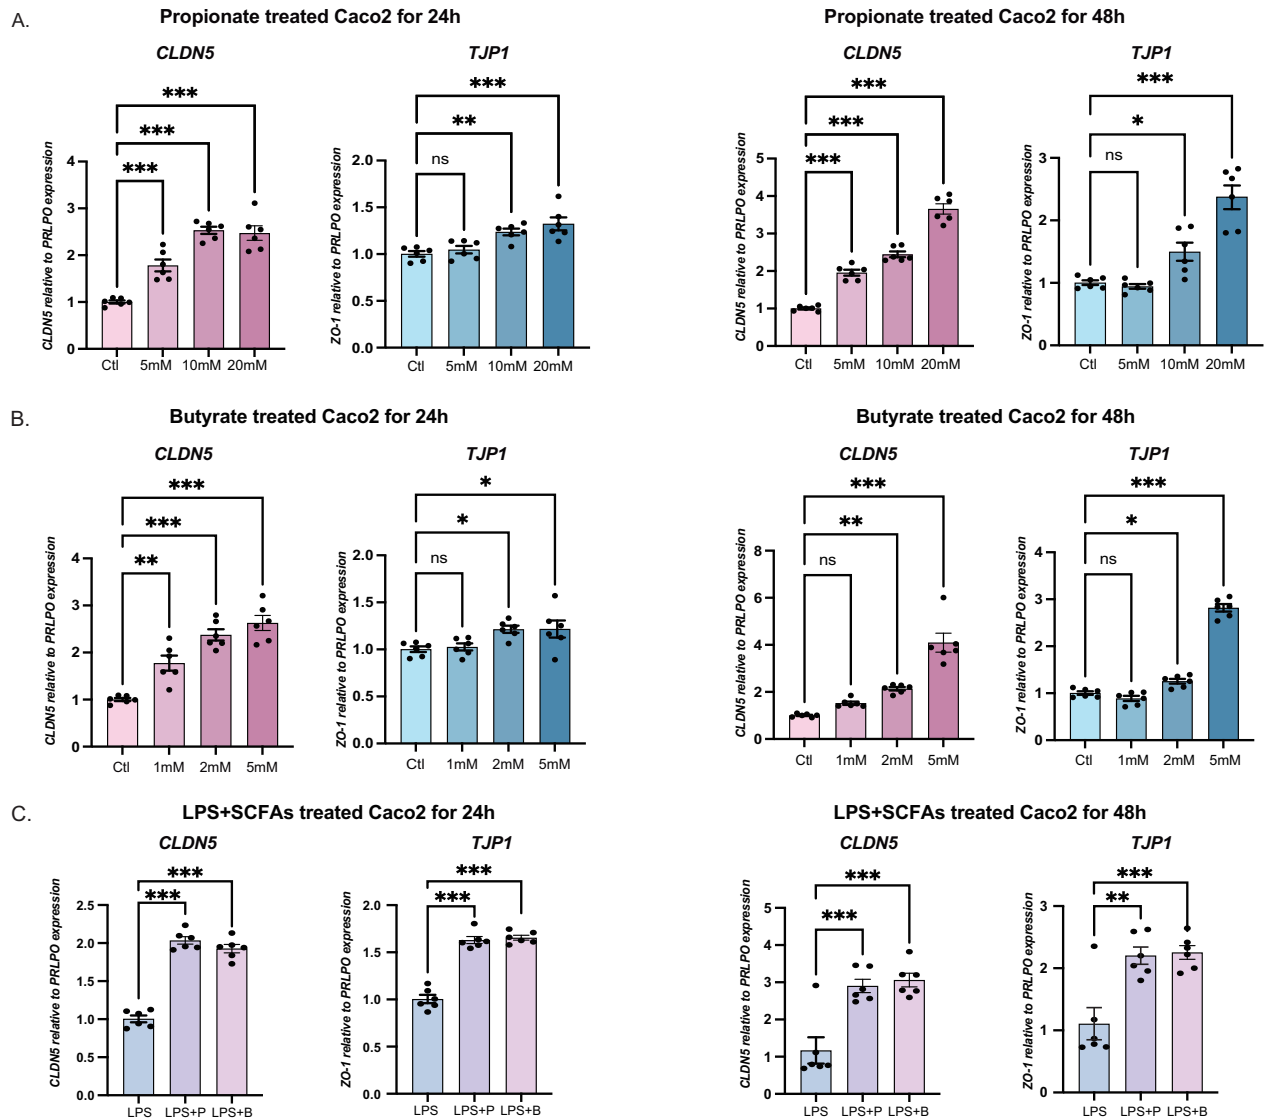 A.
Propionate treated Caco2 for 24h
CLDN5
CLDN5 relative to PRLPO expression
4
3
2
1
0
***
***
***
Ctl 5mM 10mM 20mM
TJP1
ZO-1 relative to PRLPO expression
2.0
1.5
1.0
0.5
0.0
***
**
ns
Ctl 5mM 10mM 20mM
Propionate treated Caco2 for 48h
CLDN5
CLDN5 relative to PRLPO expression
5
4
3
2
1
0
***
***
***
Ctl 5mM 10mM 20mM
TJP1
ZO-1 relative to PRLPO expression
3
2
1
0
***
*
ns
Ctl 5mM 10mM 20mM
B.
Butyrate treated Caco2 for 24h
CLDN5
CLDN5 relative to PRLPO expression
4
3
2
1
0
***
***
**
Ctl 1mM 2mM 5mM
TJP1
ZO-1 relative to PRLPO expression
2.0
1.5
1.0
0.5
0.0
*
*
ns
Ctl 1mM 2mM 5mM
Butyrate treated Caco2 for 48h
CLDN5
CLDN5 relative to PRLPO expression
8
6
4
2
0
***
**
ns
Ctl 1mM 2mM 5mM
TJP1
ZO-1 relative to PRLPO expression
4
3
2
1
0
***
*
ns
Ctl 1mM 2mM 5mM
C.
LPS+SCFAs treated Caco2 for 24h
CLDN5
CLDN5 relative to PRLPO expression
2.5
2.0
1.5
1.0
0.5
0.0
***
***
LPS LPS+P LPS+B
TJP1
ZO-1 relative to PRLPO expression
2.0
1.5
1.0
0.5
0.0
***
***
LPS LPS+P LPS+B
LPS+SCFAs treated Caco2 for 48h
CLDN5
CLDN5 relative to PRLPO expression
5
4
3
2
1
0
***
***
LPS LPS+P LPS+B
TJP1
ZO-1 relative to PRLPO expression
3
2
1
0
***
**
LPS LPS+P LPS+B